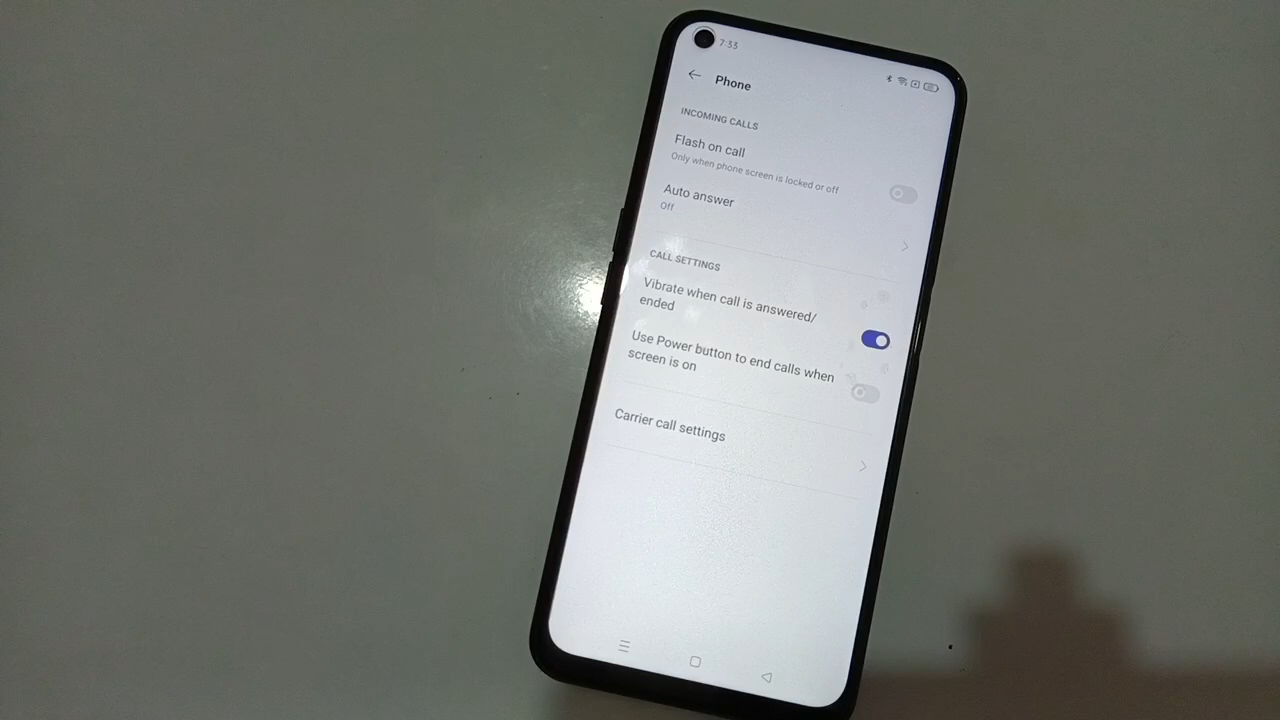 7:33
Phone
INCOMING CALLS
Flash on call
Only when phone screen is locked or off
Auto answer
Off
CALL SETTINGS
Vibrate when call is answered/
ended
Use Power button to end calls when
screen is on
Carrier call settings